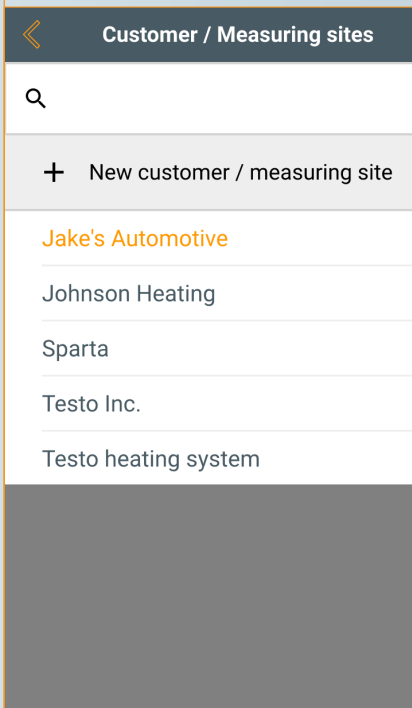 Customer / Measuring sites
New customer / measuring site
Jake's Automotive
Johnson Heating
Sparta
Testo Inc.
Testo heating system